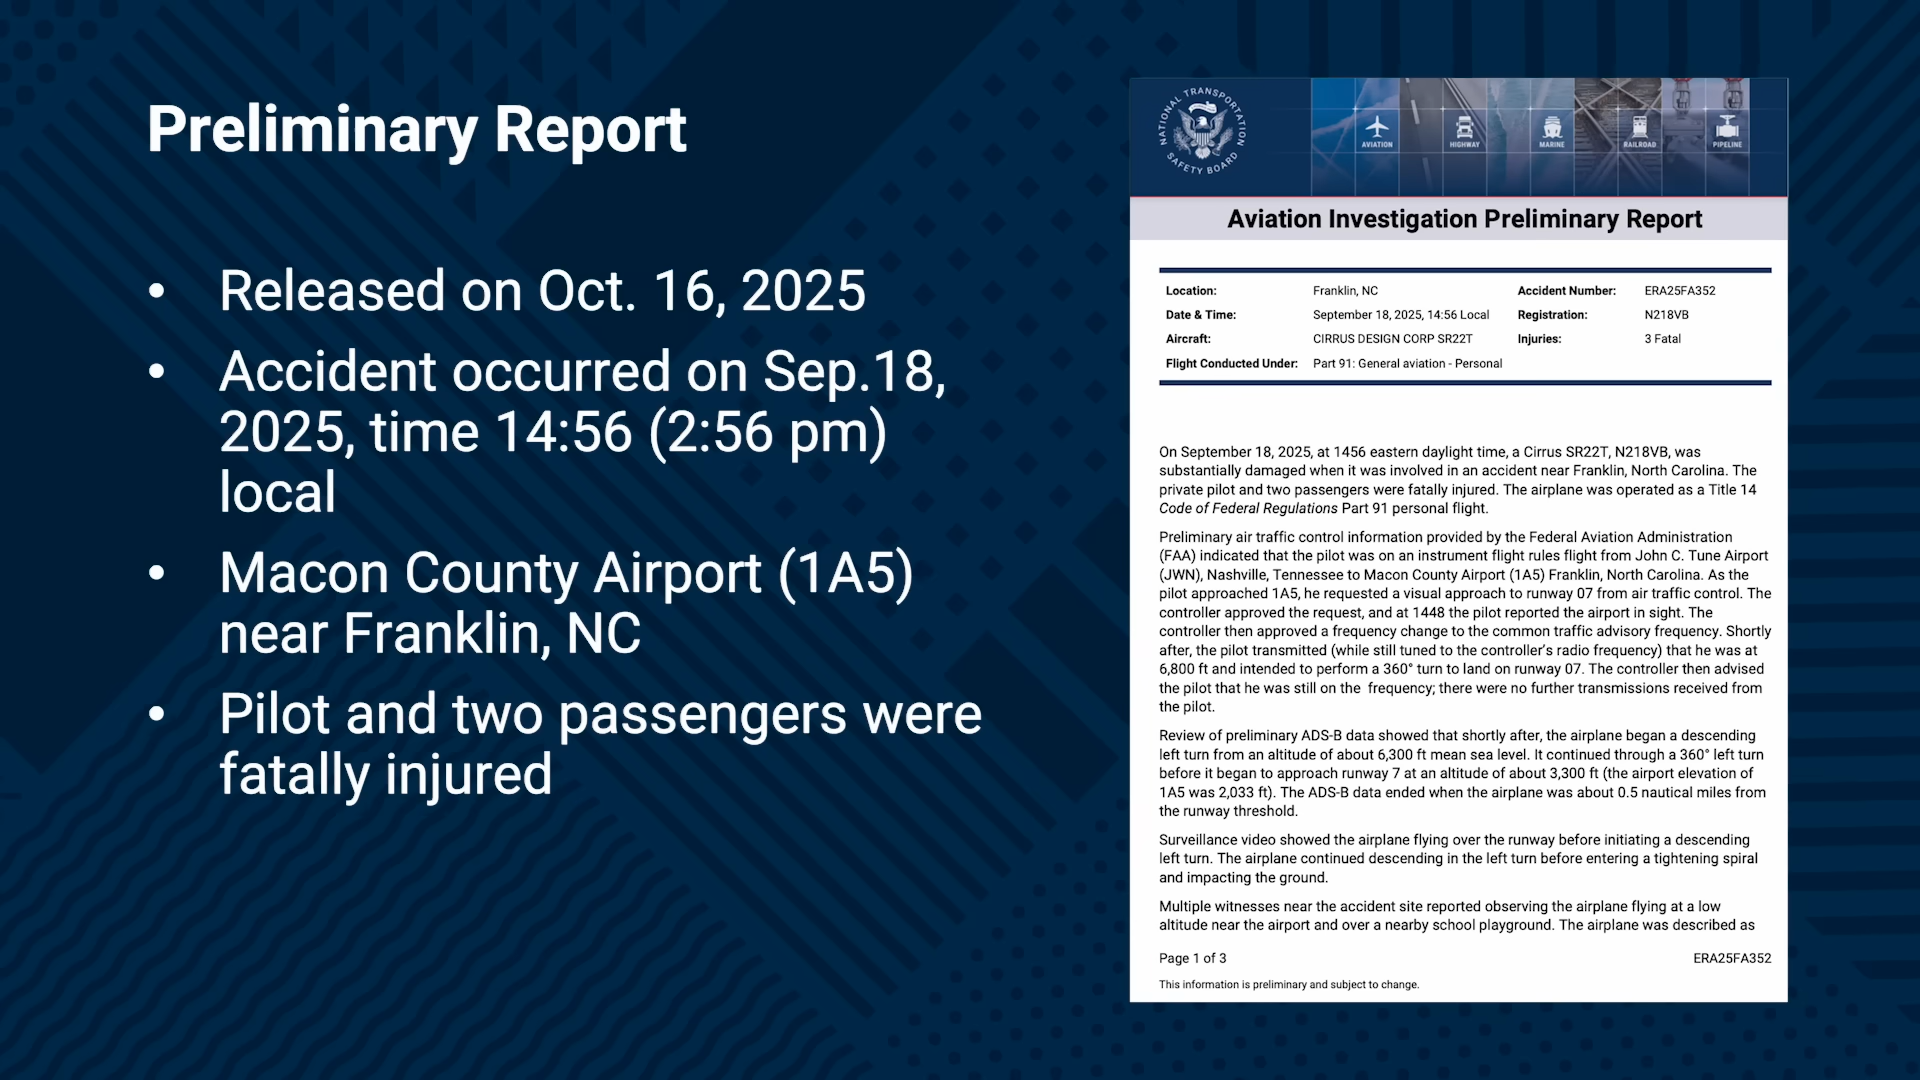 Preliminary Report
• Released on Oct. 16, 2025
• Accident occurred on Sep.18,
2025, time 14:56 (2:56 pm)
local
• Macon County Airport (1A5)
near Franklin, NC
• Pilot and two passengers were
fatally injured
NATIONAL TRANSPORTATION
SAFETY BOARD
AVIATION HIGHWAY MARINE RAILROAD PIPELINE
Aviation Investigation Preliminary Report
Location: Franklin, NC Accident Number: ERA25FA352
Date & Time: September 18, 2025, 14:56 Local Registration: N218VB
Aircraft: CIRRUS DESIGN CORP SR22T Injuries: 3 Fatal
Flight Conducted Under: Part 91: General aviation - Personal
On September 18, 2025, at 1456 eastern daylight time, a Cirrus SR22T, N218VB, was
substantially damaged when it was involved in an accident near Franklin, North Carolina. The
private pilot and two passengers were fatally injured. The airplane was operated as a Title 14
Code of Federal Regulations Part 91 personal flight.
Preliminary air traffic control information provided by the Federal Aviation Administration
(FAA) indicated that the pilot was on an instrument flight rules flight from John C. Tune Airport
(JWN), Nashville, Tennessee to Macon County Airport (1A5) Franklin, North Carolina. As the
pilot approached 1A5, he requested a visual approach to runway 07 from air traffic control. The
controller approved the request, and at 1448 the pilot reported the airport in sight. The
controller then approved a frequency change to the common traffic advisory frequency. Shortly
after, the pilot transmitted (while still tuned to the controller's radio frequency) that he was at
6,800 ft and intended to perform a 360° turn to land on runway 07. The controller then advised
the pilot that he was still on the frequency; there were no further transmissions received from
the pilot.
Review of preliminary ADS-B data showed that shortly after, the airplane began a descending
left turn from an altitude of about 6,300 ft mean sea level. It continued through a 360° left turn
before it began to approach runway 7 at an altitude of about 3,300 ft (the airport elevation of
1A5 was 2,033 ft). The ADS-B data ended when the airplane was about 0.5 nautical miles from
the runway threshold.
Surveillance video showed the airplane flying over the runway before initiating a descending
left turn. The airplane continued descending in the left turn before entering a tightening spiral
and impacting the ground.
Multiple witnesses near the accident site reported observing the airplane flying at a low
altitude near the airport and over a nearby school playground. The airplane was described as
Page 1 of 3 ERA25FA352
This information is preliminary and subject to change.